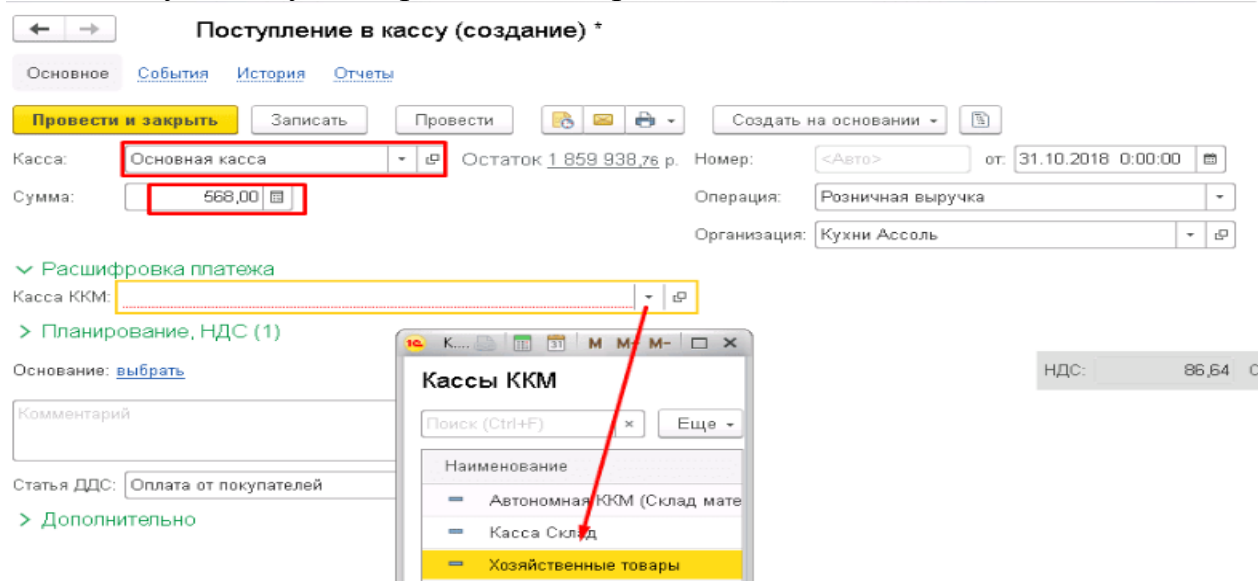 Поступление в кассу (создание) *
Основное События История Отчеты
Провести и закрыть Записать Провести Создать на основании
Касса: Основная касса Остаток 1 859 938,76 р. Номер: <Авто> от: 31.10.2018 0:00:00
Сумма: 568,00 Операция: Розничная выручка
Организация: Кухни Ассоль
Расшифровка платежа
Касса ККМ:
Планирование, НДС (1)
К.... M M+ M-
Основание: выбрать
Кассы ККМ
НДС: 86,64
Комментарий
Поиск (Ctrl+F) × Еще
Наименование
Статья ДДС: Оплата от покупателей
Автономная ККМ (Склад мате
Дополнительно
Касса Склад
Хозяйственные товары